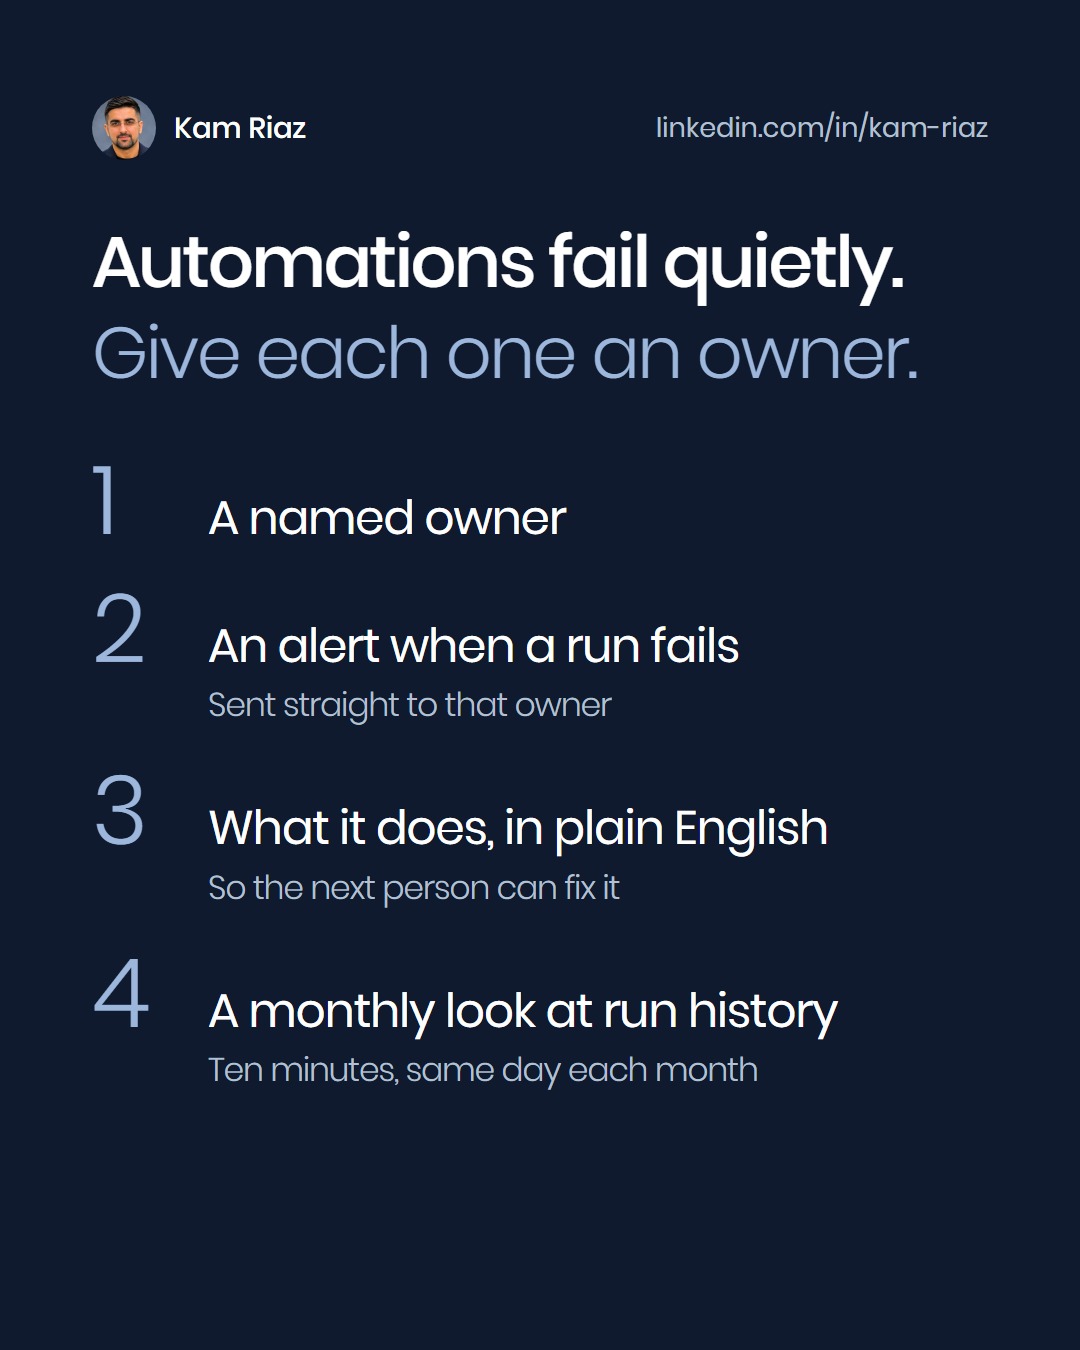 Kam Riaz
linkedin.com/in/kam-riaz
Automations fail quietly.
Give each one an owner.
1 A named owner
2 An alert when a run fails
Sent straight to that owner
3 What it does, in plain English
So the next person can fix it
4 A monthly look at run history
Ten minutes, same day each month